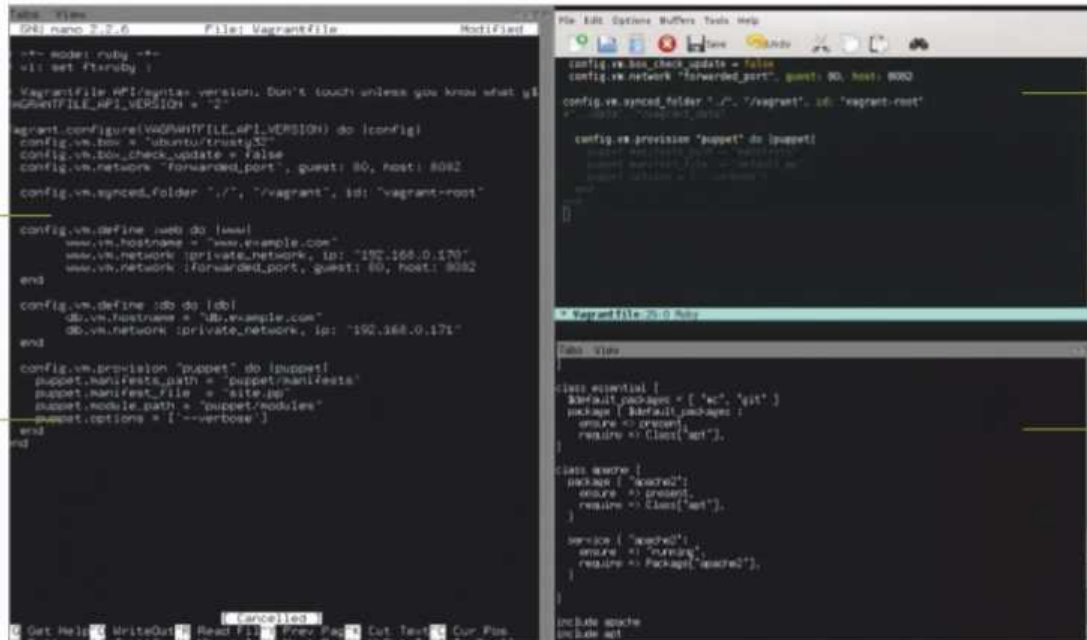 Tabs View
GNU nano 2.2.6 File: Vagrantfile Modified
-*- mode: ruby -*-
vi: set ft=ruby :
Vagrantfile API/syntax version. Don't touch unless you know what y$
AGRANTFILE_API_VERSION = "2"
agrant.configure(VAGRANTFILE_API_VERSION) do |config|
config.vm.box = "ubuntu/trusty32"
config.vm.box_check_update = false
config.vm.network "forwarded_port", guest: 80, host: 8082
config.vm.synced_folder "./", "/vagrant", id: "vagrant-root"
config.vm.define :web do |www|
www.vm.hostname = "www.example.com"
www.vm.network :private_network, ip: "192.168.0.170"
www.vm.network :forwarded_port, guest: 80, host: 8082
end
config.vm.define :db do |db|
db.vm.hostname = "db.example.com"
db.vm.network :private_network, ip: "192.168.0.171"
end
config.vm.provision "puppet" do |puppet|
puppet.manifests_path = "puppet/manifests"
puppet.manifest_file = "site.pp"
puppet.module_path = "puppet/modules"
puppet.options = ['--verbose']
end
nd
[ Cancelled ]
Get Help WriteOut Read Fil Prev Pag Cut Text Cur Pos
File Edit Options Buffers Tools Help
Save Undo
config.vm.box_check_update = false
config.vm.network "forwarded_port", guest: 80, host: 8082
config.vm.synced_folder "./", "/vagrant", id: "vagrant-root"
config.vm.provision "puppet" do |puppet|
end
Vagrantfile:25-0 Ruby
Tabs View
}
class essential {
$default_packages = [ "mc", "git" ]
package { $default_packages :
ensure => present,
require => Class["apt"],
}
class apache {
package { "apache2":
ensure => present,
require => Class["apt"],
}
service { "apache2":
ensure => "running",
require => Package["apache2"],
}
}
include apache
include apt